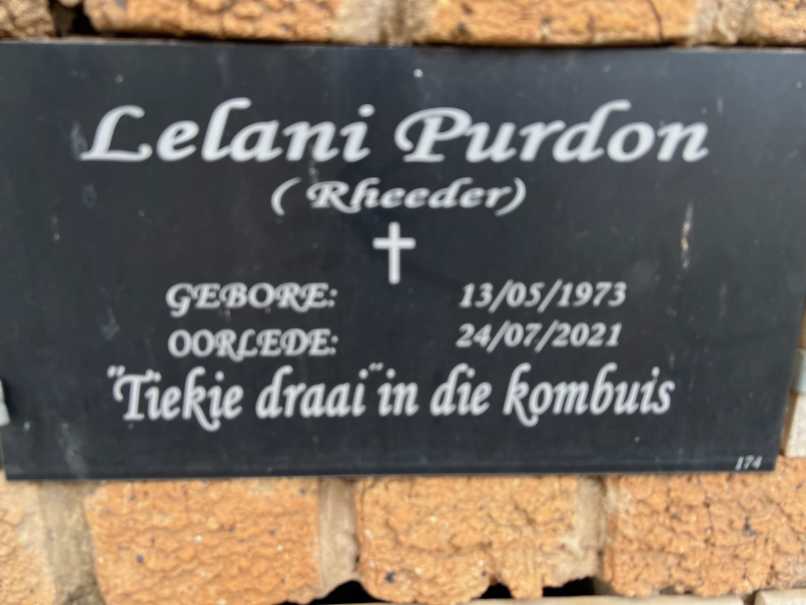 Lelani Purdon
( Rheeder)
GEBORE: 13/05/1973
OORLEDE: 24/07/2021
"Tiekie draai" in die kombuis
174